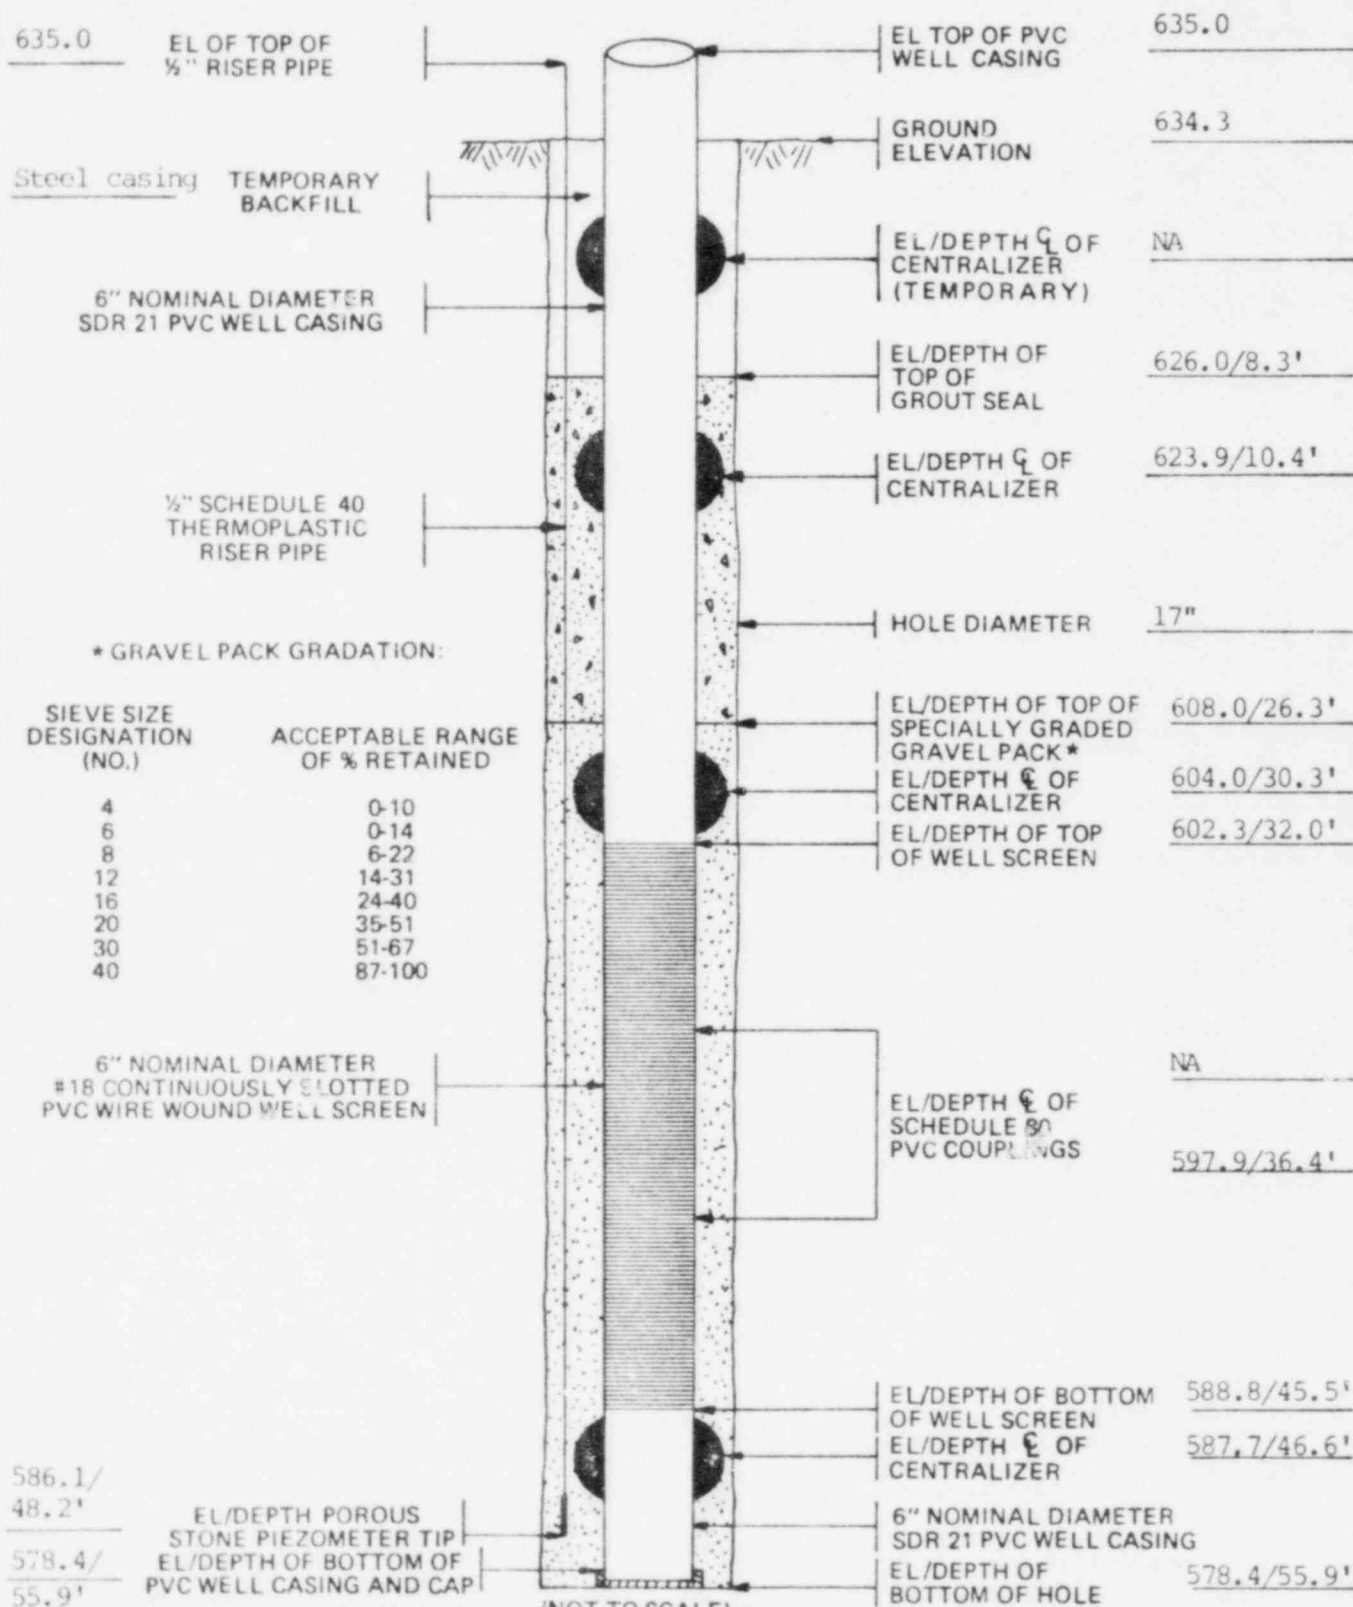 635.0
EL OF TOP OF
½" RISER PIPE
EL TOP OF PVC
WELL CASING
635.0
GROUND
ELEVATION
634.3
Steel casing
TEMPORARY
BACKFILL
EL/DEPTH ℄ OF
CENTRALIZER
(TEMPORARY)
NA
6" NOMINAL DIAMETER
SDR 21 PVC WELL CASING
EL/DEPTH OF
TOP OF
GROUT SEAL
626.0/8.3'
EL/DEPTH ℄ OF
CENTRALIZER
623.9/10.4'
½" SCHEDULE 40
THERMOPLASTIC
RISER PIPE
HOLE DIAMETER
17"
* GRAVEL PACK GRADATION:
SIEVE SIZE
DESIGNATION
(NO.)
ACCEPTABLE RANGE
OF % RETAINED
4 0-10
6 0-14
8 6-22
12 14-31
16 24-40
20 35-51
30 51-67
40 87-100
EL/DEPTH OF TOP OF
SPECIALLY GRADED
GRAVEL PACK*
608.0/26.3'
EL/DEPTH ℄ OF
CENTRALIZER
604.0/30.3'
EL/DEPTH OF TOP
OF WELL SCREEN
602.3/32.0'
6" NOMINAL DIAMETER
#18 CONTINUOUSLY SLOTTED
PVC WIRE WOUND WELL SCREEN
EL/DEPTH ℄ OF
SCHEDULE 80
PVC COUPLINGS
NA
597.9/36.4'
EL/DEPTH OF BOTTOM
OF WELL SCREEN
588.8/45.5'
EL/DEPTH ℄ OF
CENTRALIZER
587.7/46.6'
586.1/
48.2'
EL/DEPTH POROUS
STONE PIEZOMETER TIP
6" NOMINAL DIAMETER
SDR 21 PVC WELL CASING
578.4/
55.9'
EL/DEPTH OF BOTTOM OF
PVC WELL CASING AND CAP
EL/DEPTH OF
BOTTOM OF HOLE
578.4/55.9'
(NOT TO SCALE)